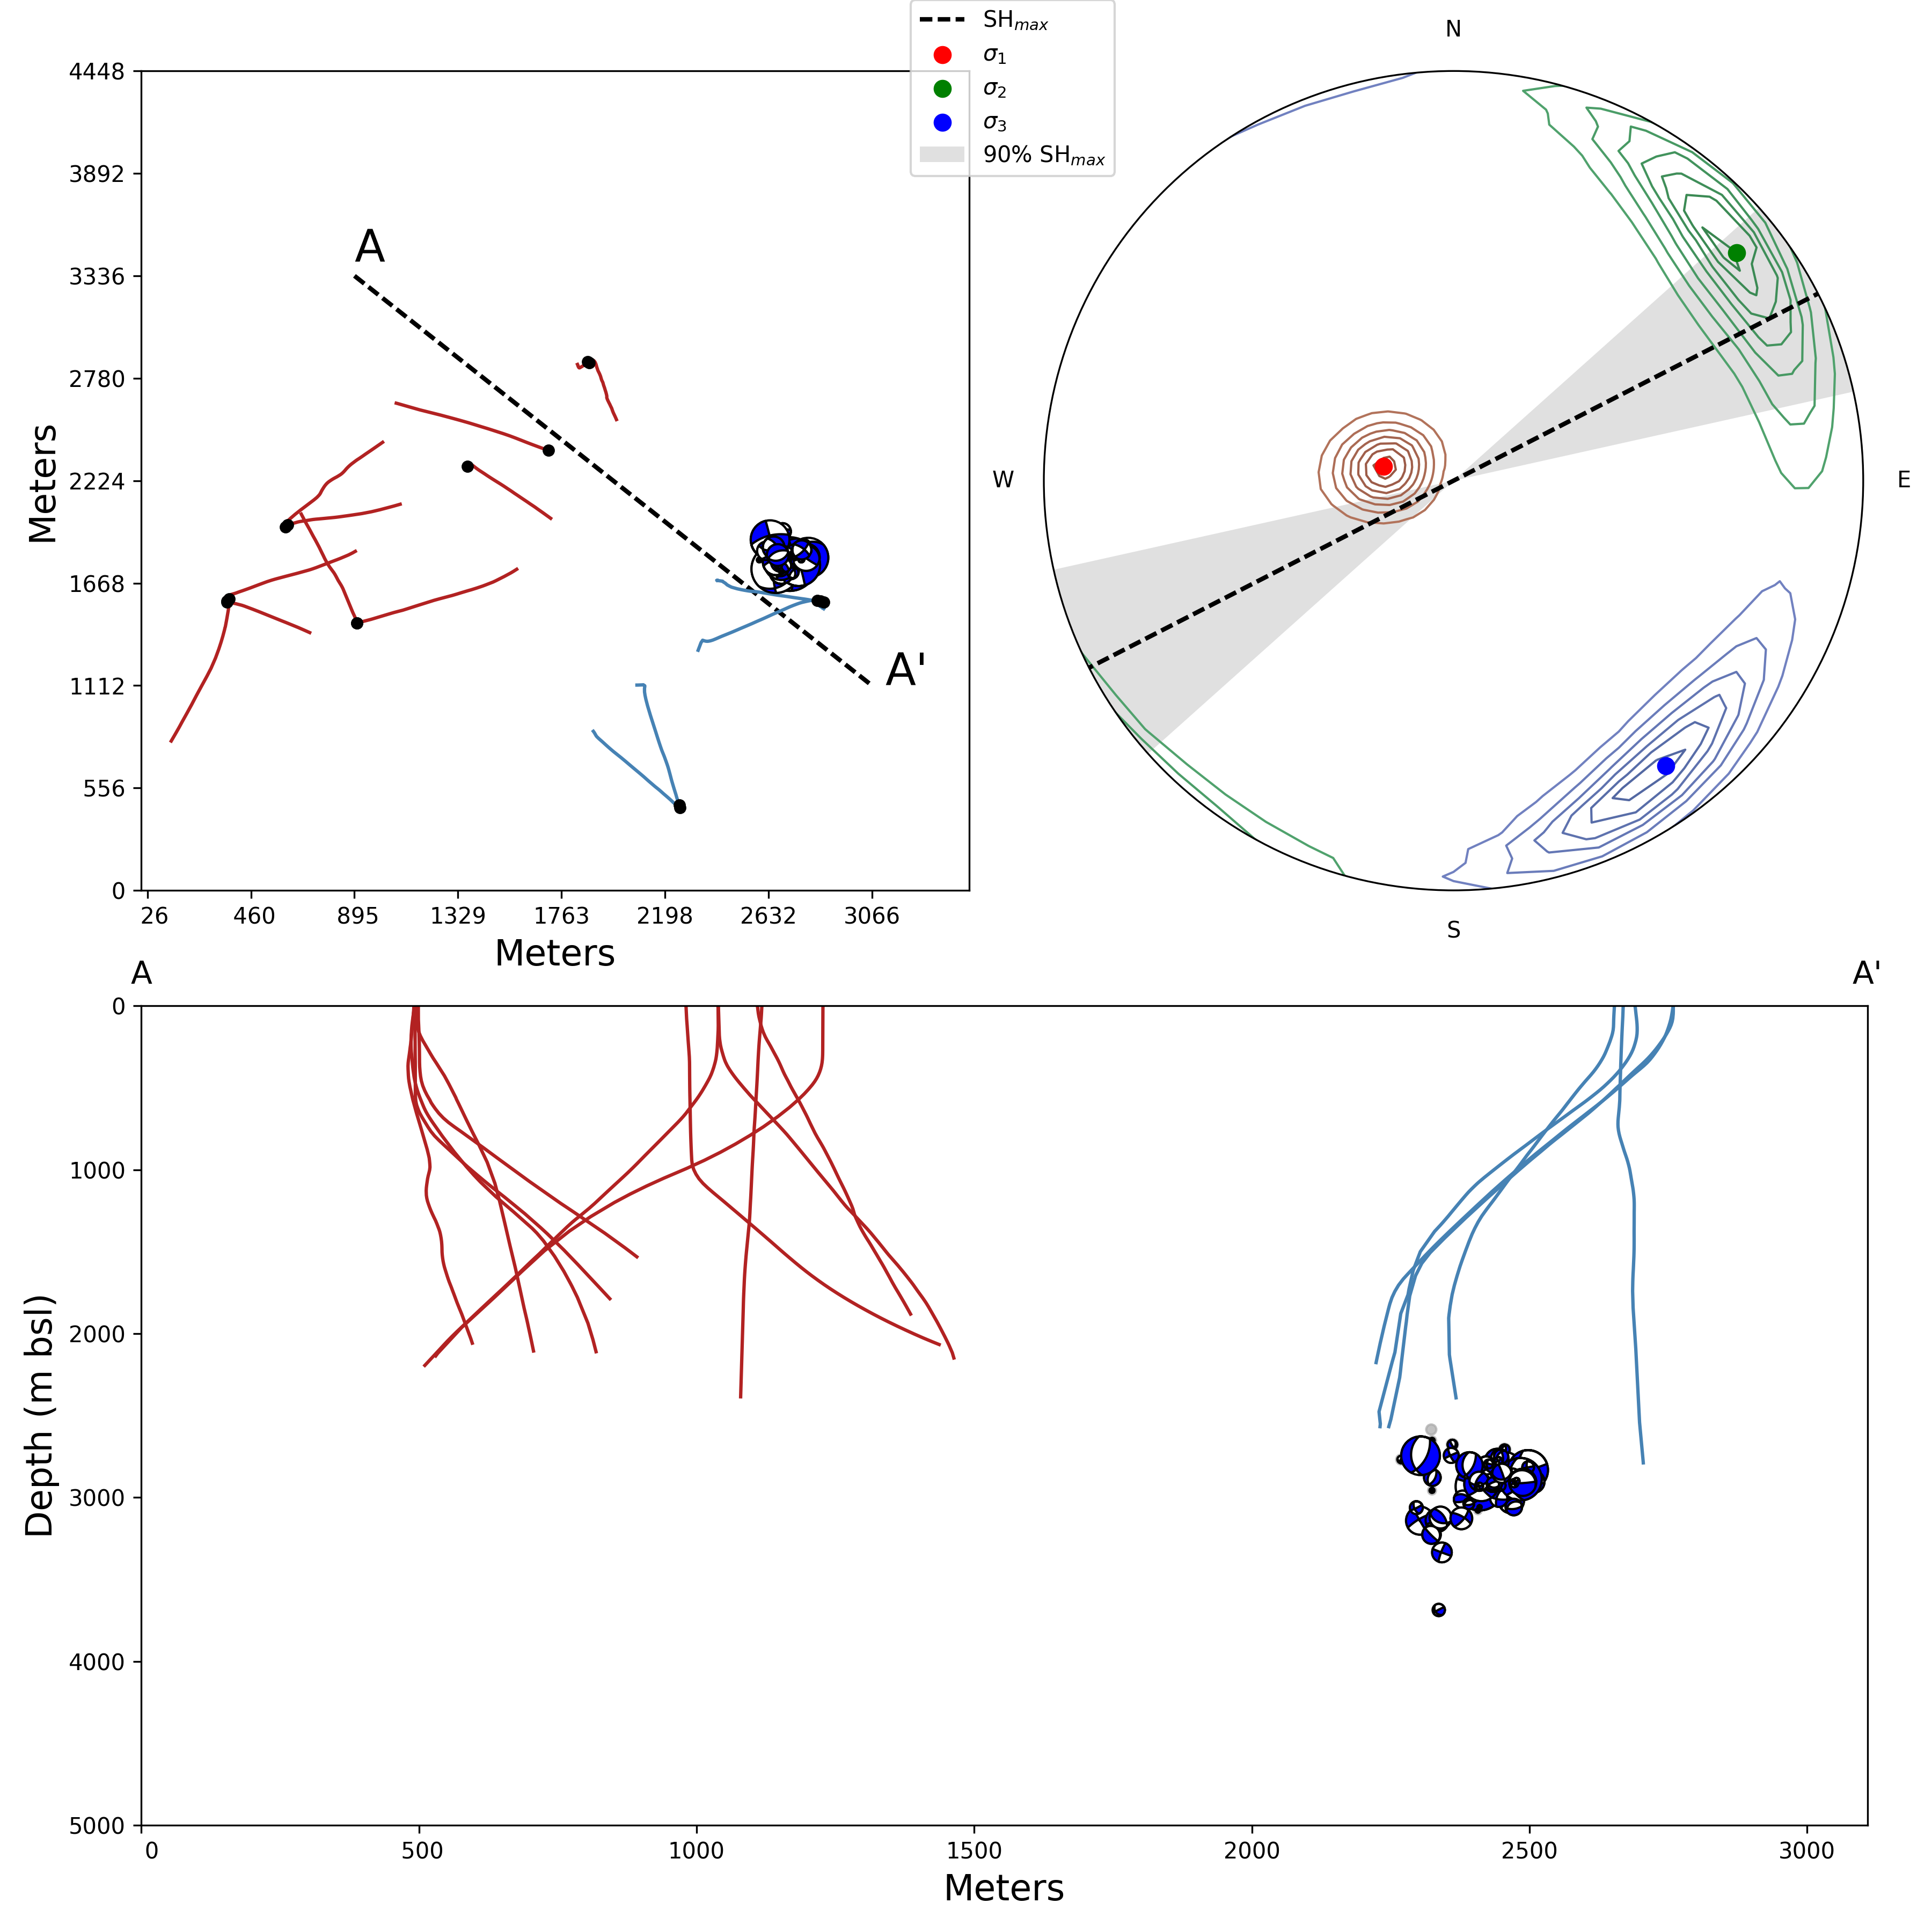 SHmax
σ1
σ2
σ3
90% SHmax
4448
3892
3336
2780
2224
1668
1112
556
0
Meters
A
A'
26 460 895 1329 1763 2198 2632 3066
Meters
N
W
E
S
A
A'
0
1000
2000
3000
4000
5000
Depth (m bsl)
0 500 1000 1500 2000 2500 3000
Meters